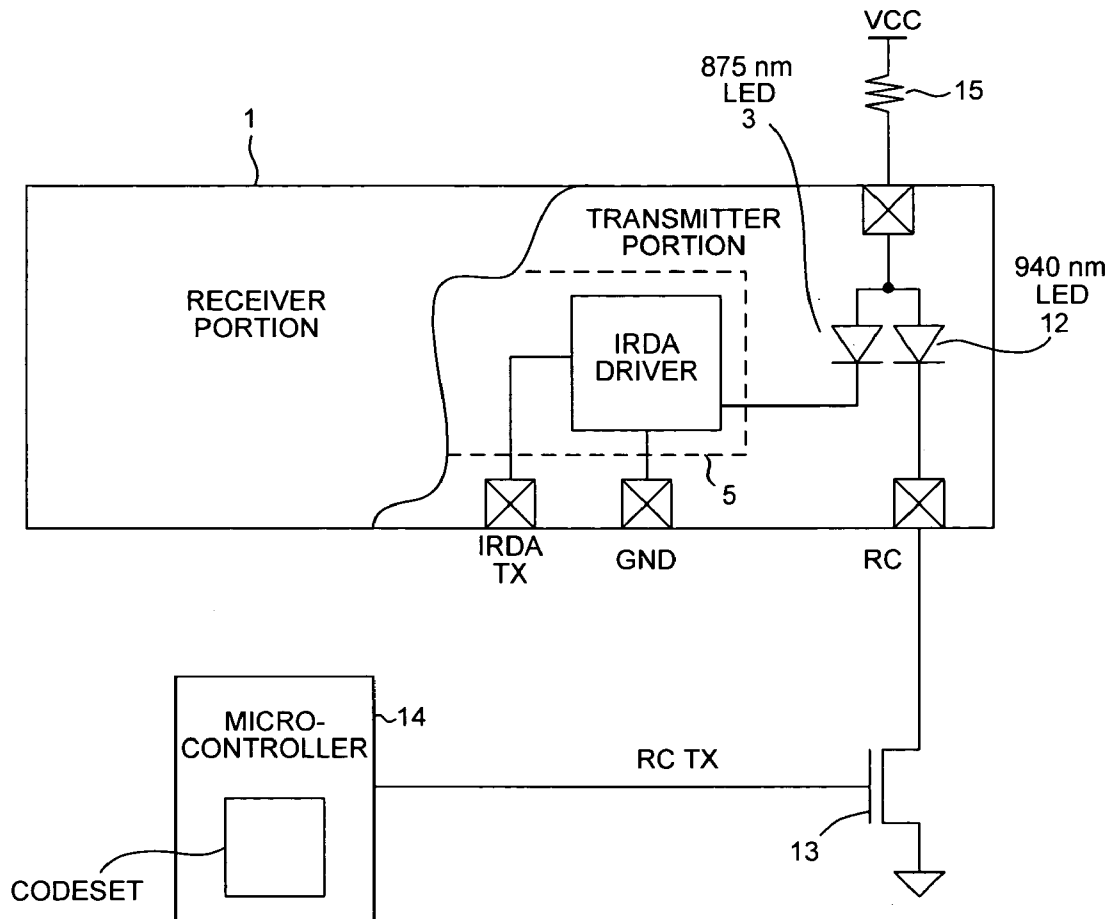 VCC
875 nm
LED
3
15
1
TRANSMITTER
PORTION
940 nm
LED
12
RECEIVER
PORTION
IRDA
DRIVER
5
IRDA
TX
GND
RC
MICRO-
CONTROLLER
14
RC TX
13
CODESET